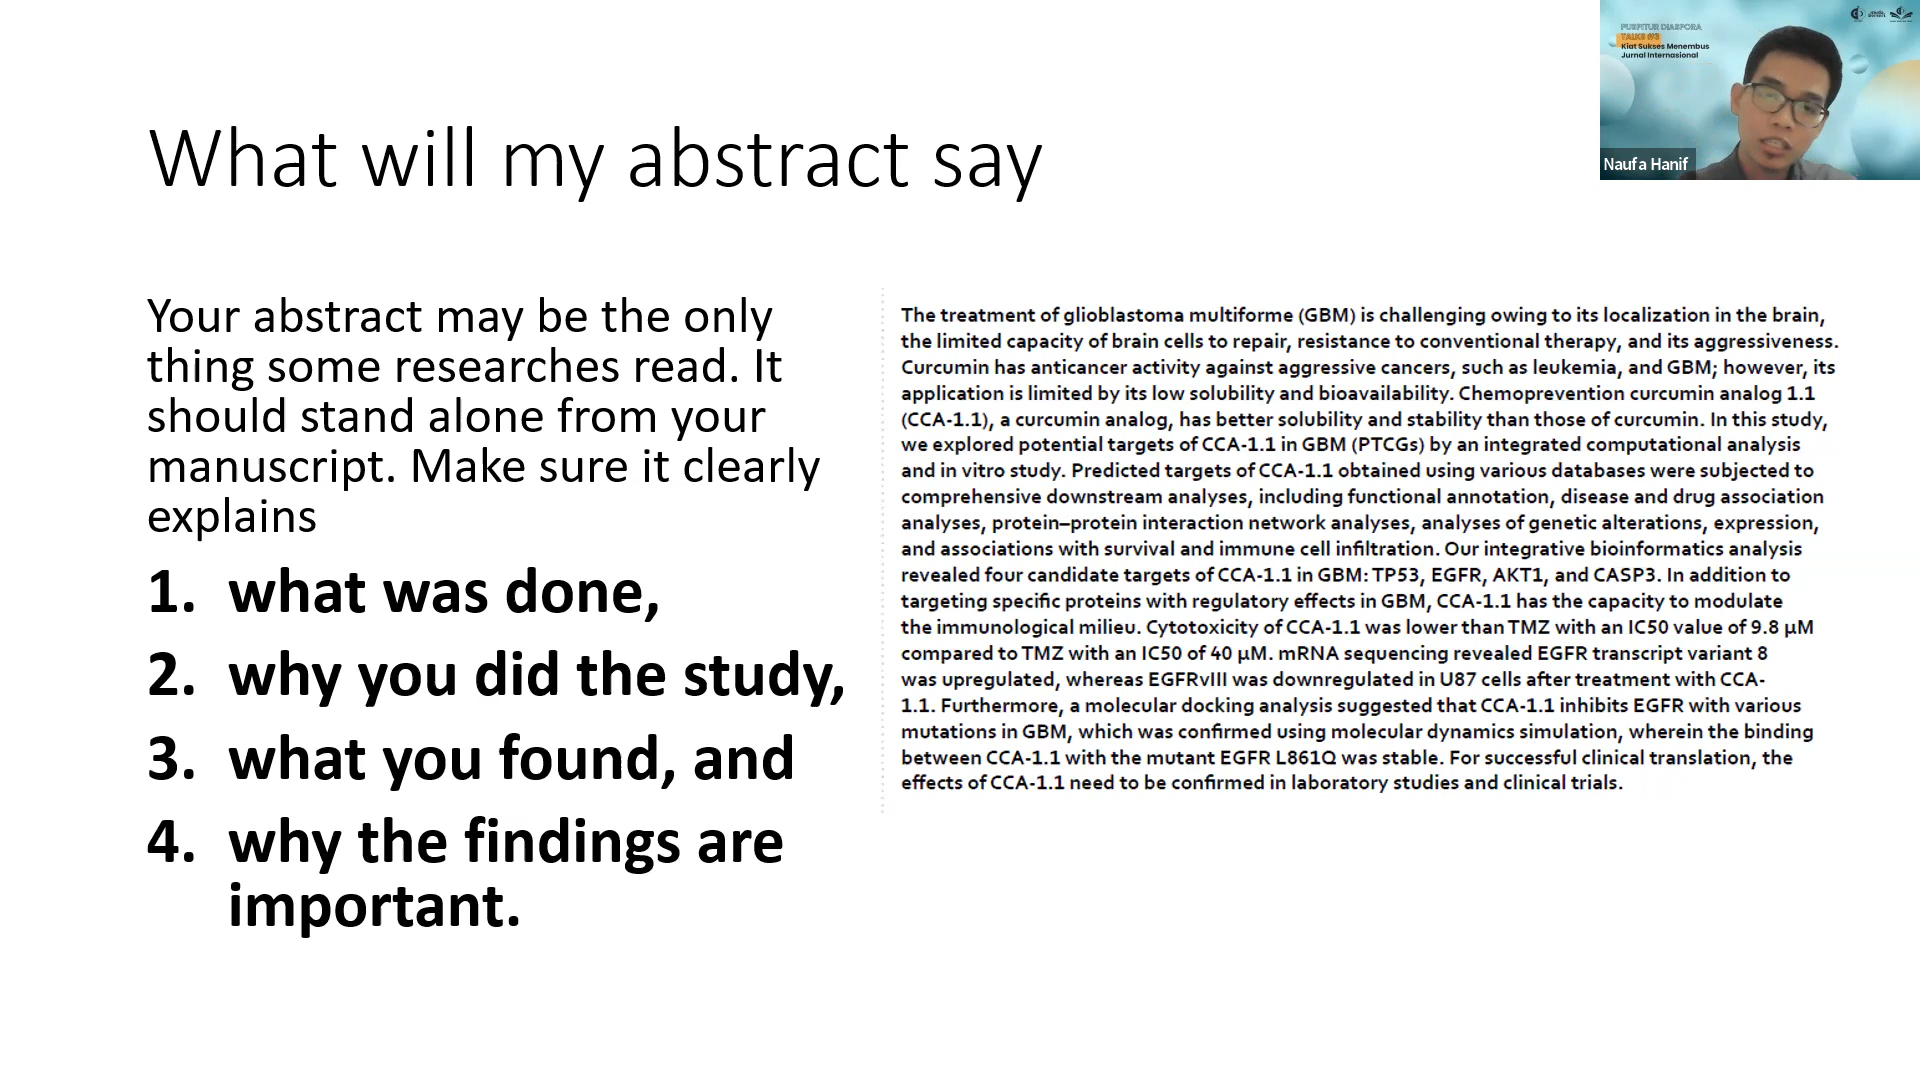 PUSPITUR DIASPORA
TALKS #3
Kiat Sukses Menembus
Jurnal Internasional
Naufa Hanif
What will my abstract say
Your abstract may be the only
thing some researches read. It
should stand alone from your
manuscript. Make sure it clearly
explains
1. what was done,
2. why you did the study,
3. what you found, and
4. why the findings are
important.
The treatment of glioblastoma multiforme (GBM) is challenging owing to its localization in the brain,
the limited capacity of brain cells to repair, resistance to conventional therapy, and its aggressiveness.
Curcumin has anticancer activity against aggressive cancers, such as leukemia, and GBM; however, its
application is limited by its low solubility and bioavailability. Chemoprevention curcumin analog 1.1
(CCA-1.1), a curcumin analog, has better solubility and stability than those of curcumin. In this study,
we explored potential targets of CCA-1.1 in GBM (PTCGs) by an integrated computational analysis
and in vitro study. Predicted targets of CCA-1.1 obtained using various databases were subjected to
comprehensive downstream analyses, including functional annotation, disease and drug association
analyses, protein–protein interaction network analyses, analyses of genetic alterations, expression,
and associations with survival and immune cell infiltration. Our integrative bioinformatics analysis
revealed four candidate targets of CCA-1.1 in GBM: TP53, EGFR, AKT1, and CASP3. In addition to
targeting specific proteins with regulatory effects in GBM, CCA-1.1 has the capacity to modulate
the immunological milieu. Cytotoxicity of CCA-1.1 was lower than TMZ with an IC50 value of 9.8 μM
compared to TMZ with an IC50 of 40 μM. mRNA sequencing revealed EGFR transcript variant 8
was upregulated, whereas EGFRvIII was downregulated in U87 cells after treatment with CCA-
1.1. Furthermore, a molecular docking analysis suggested that CCA-1.1 inhibits EGFR with various
mutations in GBM, which was confirmed using molecular dynamics simulation, wherein the binding
between CCA-1.1 with the mutant EGFR L861Q was stable. For successful clinical translation, the
effects of CCA-1.1 need to be confirmed in laboratory studies and clinical trials.